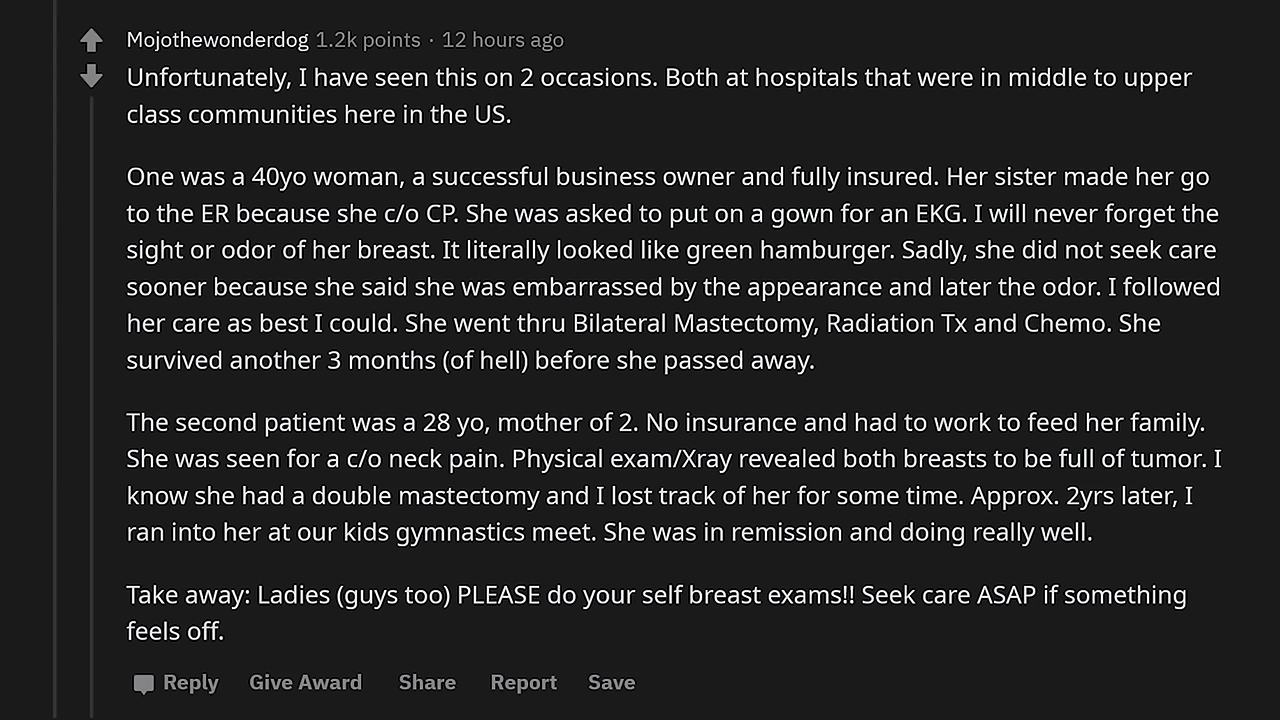 Mojothewonderdog 1.2k points · 12 hours ago
Unfortunately, I have seen this on 2 occasions. Both at hospitals that were in middle to upper
class communities here in the US.
One was a 40yo woman, a successful business owner and fully insured. Her sister made her go
to the ER because she c/o CP. She was asked to put on a gown for an EKG. I will never forget the
sight or odor of her breast. It literally looked like green hamburger. Sadly, she did not seek care
sooner because she said she was embarrassed by the appearance and later the odor. I followed
her care as best I could. She went thru Bilateral Mastectomy, Radiation Tx and Chemo. She
survived another 3 months (of hell) before she passed away.
The second patient was a 28 yo, mother of 2. No insurance and had to work to feed her family.
She was seen for a c/o neck pain. Physical exam/Xray revealed both breasts to be full of tumor. I
know she had a double mastectomy and I lost track of her for some time. Approx. 2yrs later, I
ran into her at our kids gymnastics meet. She was in remission and doing really well.
Take away: Ladies (guys too) PLEASE do your self breast exams!! Seek care ASAP if something
feels off.
Reply Give Award Share Report Save